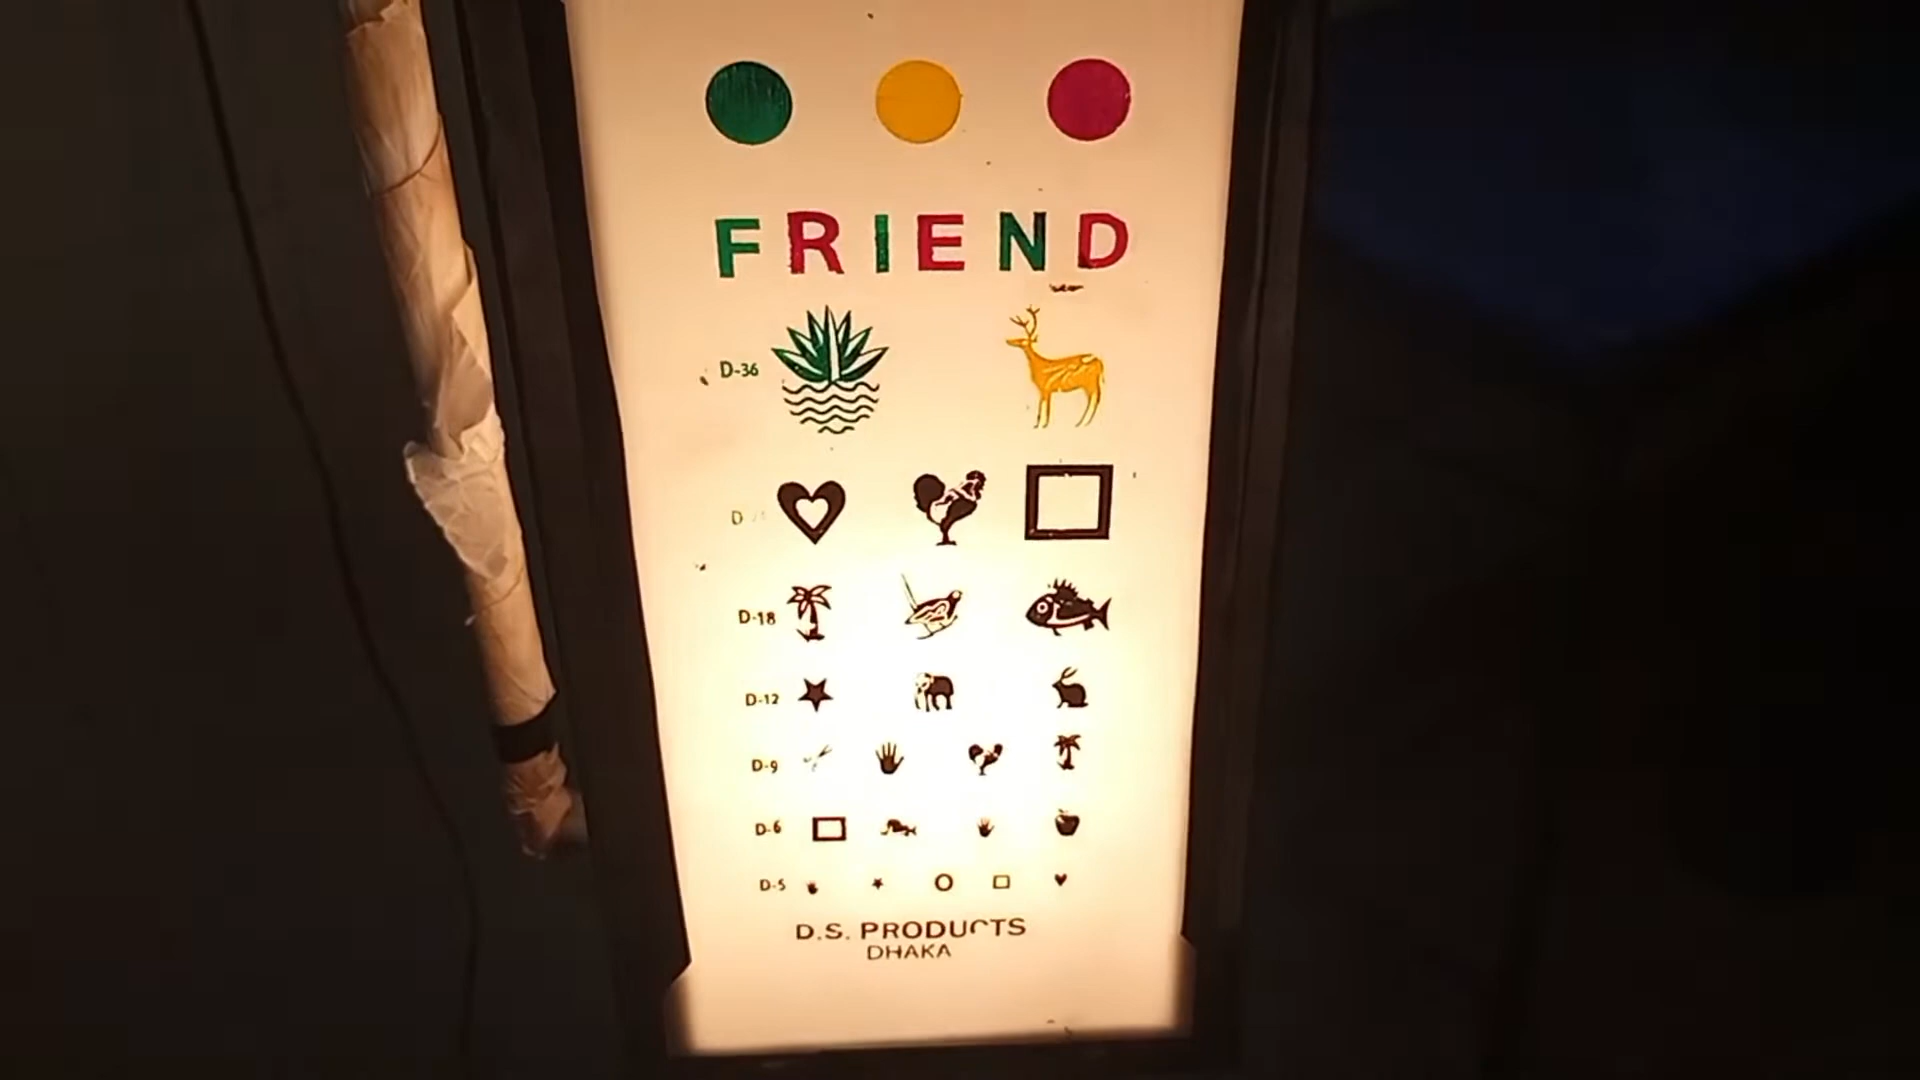 FRIEND
D-36
D
D-18
D-12
D-9
D-6
D-5
D.S. PRODUCTS
DHAKA